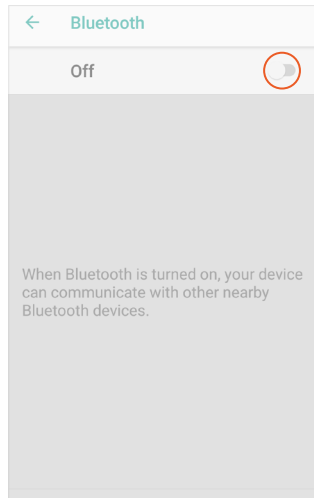 Bluetooth
Off
When Bluetooth is turned on, your device
can communicate with other nearby
Bluetooth devices.